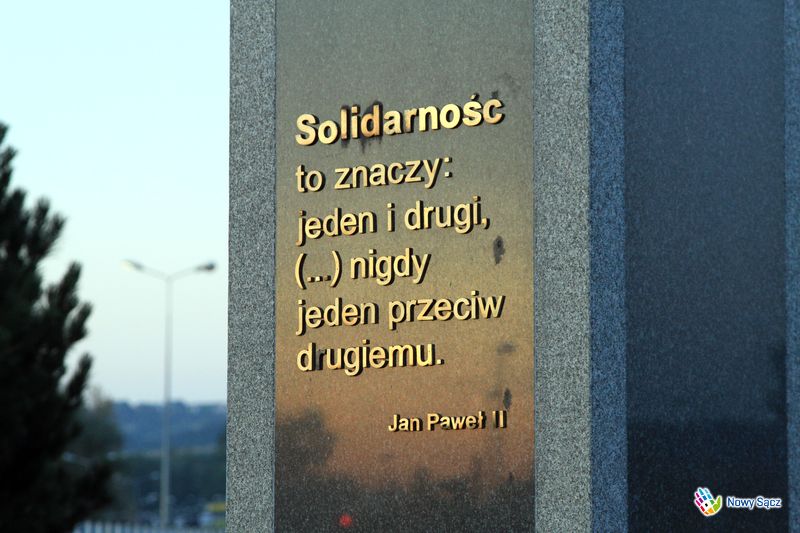 Solidarność
to znaczy:
jeden i drugi,
(...) nigdy
jeden przeciw
drugiemu.
Jan Paweł II
Nowy Sącz